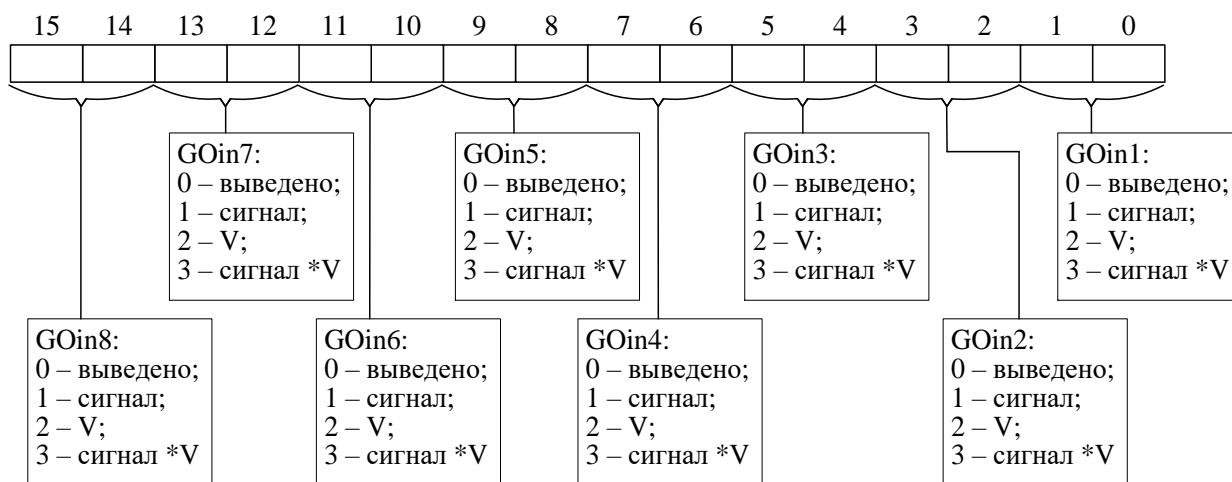 15 14 13 12 11 10 9 8 7 6 5 4 3 2 1 0
GOin7:
0 – выведено;
1 – сигнал;
2 – V;
3 – сигнал *V
GOin5:
0 – выведено;
1 – сигнал;
2 – V;
3 – сигнал *V
GOin3:
0 – выведено;
1 – сигнал;
2 – V;
3 – сигнал *V
GOin1:
0 – выведено;
1 – сигнал;
2 – V;
3 – сигнал *V
GOin8:
0 – выведено;
1 – сигнал;
2 – V;
3 – сигнал *V
GOin6:
0 – выведено;
1 – сигнал;
2 – V;
3 – сигнал *V
GOin4:
0 – выведено;
1 – сигнал;
2 – V;
3 – сигнал *V
GOin2:
0 – выведено;
1 – сигнал;
2 – V;
3 – сигнал *V